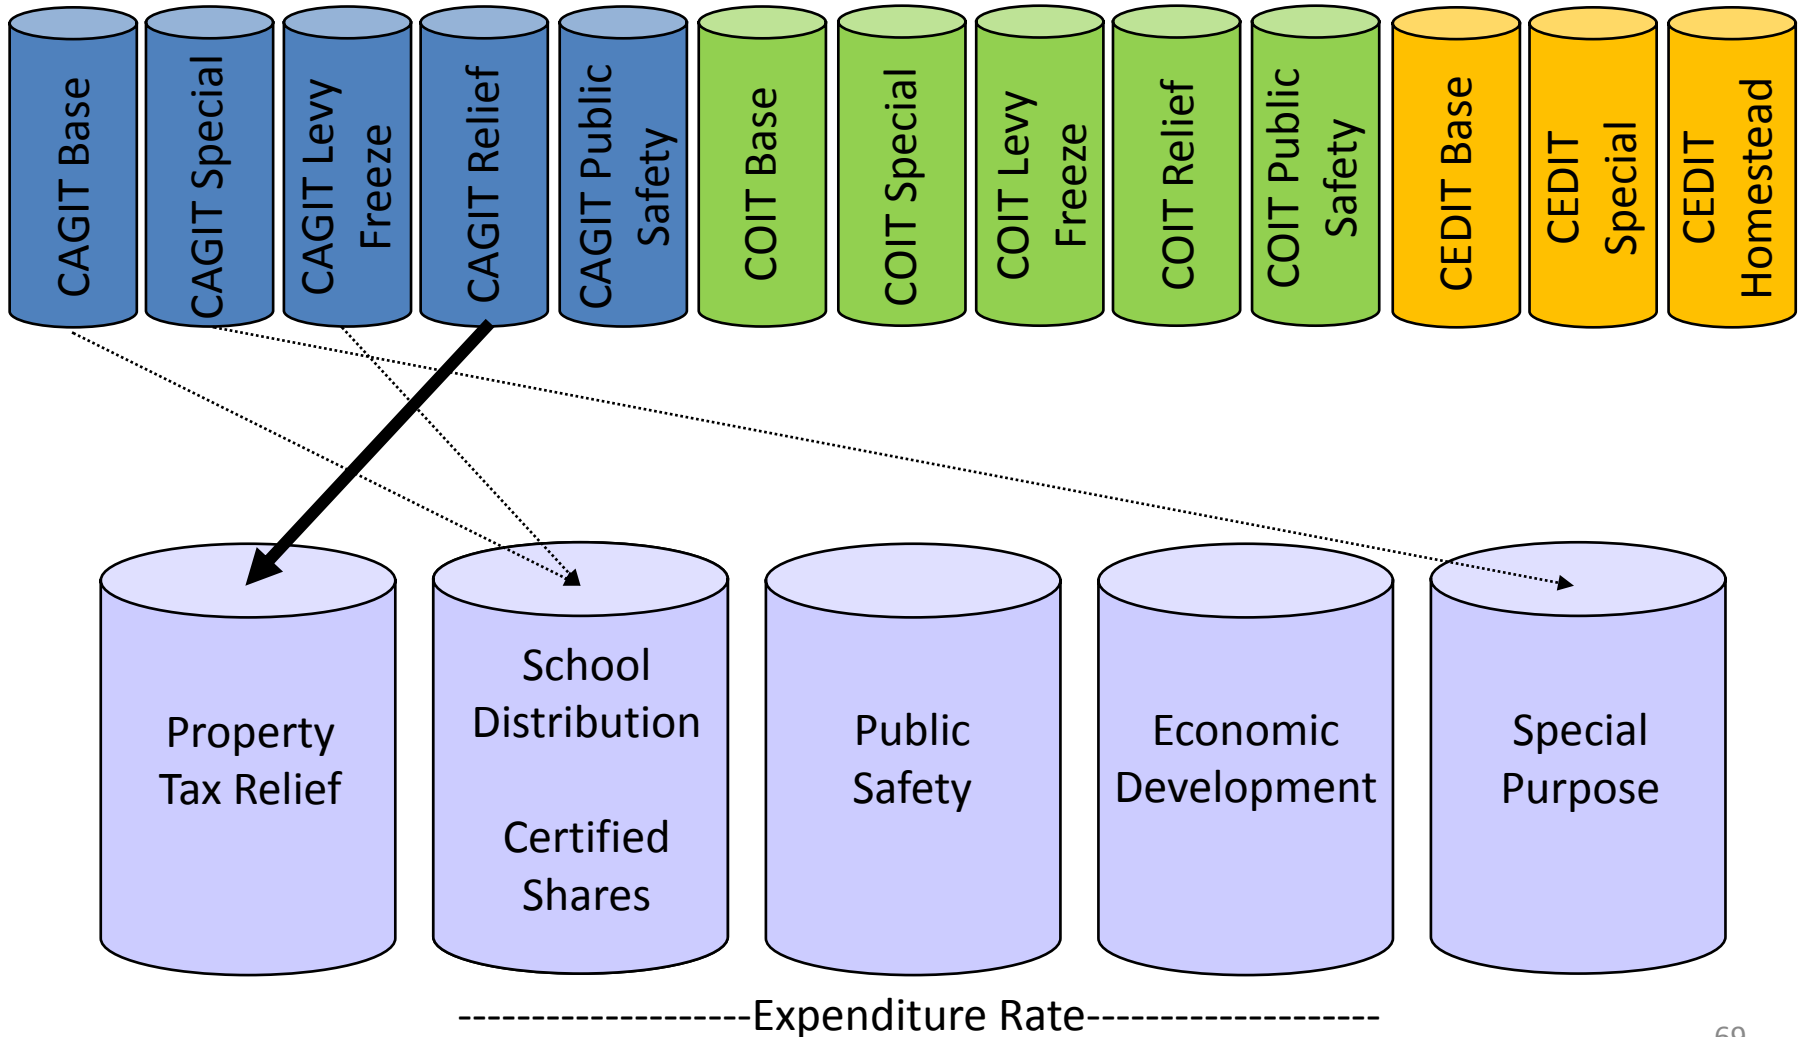 CAGIT Base
CAGIT Special
CAGIT Levy
Freeze
CAGIT Relief
CAGIT Public
Safety
COIT Base
COIT Special
COIT Levy
Freeze
COIT Relief
COIT Public
Safety
CEDIT Base
CEDIT
Special
CEDIT
Homestead
Property
Tax Relief
School
Distribution
Certified
Shares
Public
Safety
Economic
Development
Special
Purpose
--------------------Expenditure Rate--------------------
69